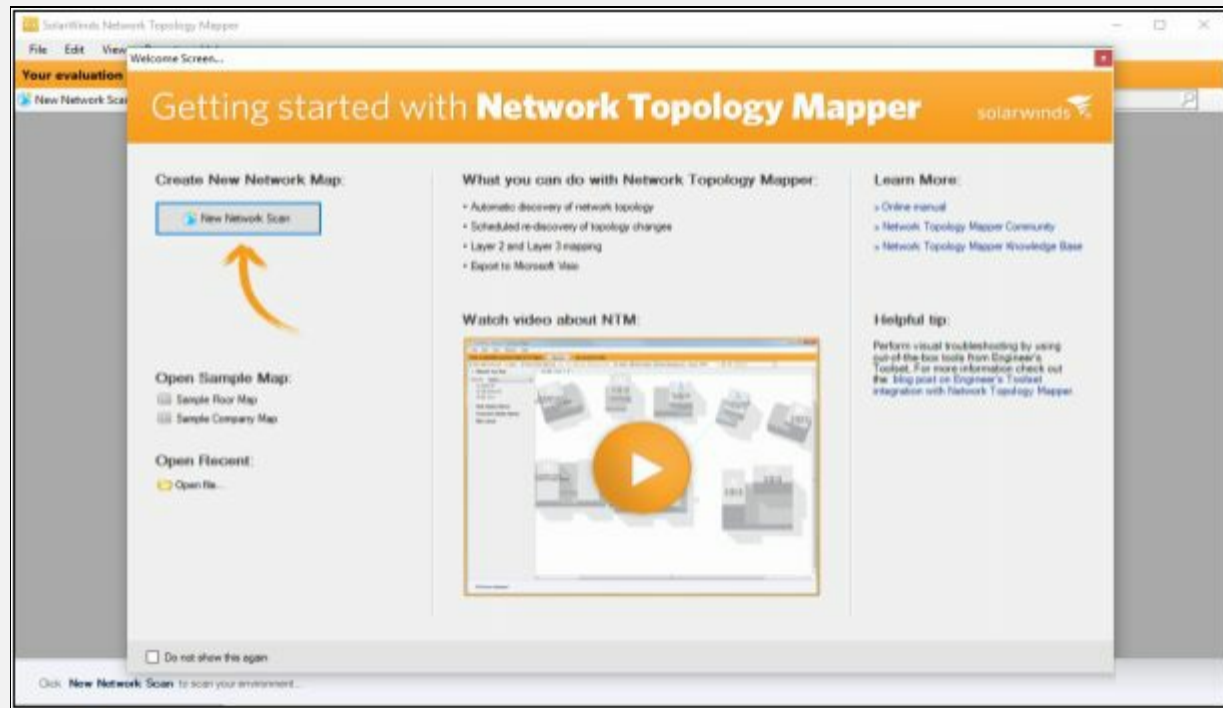 SolarWinds Network Topology Mapper
File Edit View
Welcome Screen...
Your evaluation
New Network Scan
Getting started with Network Topology Mapper
solarwinds
Create New Network Map:
New Network Scan
Open Sample Map:
Sample Floor Map
Sample Company Map
Open Recent:
Open file...
Do not show this again
What you can do with Network Topology Mapper:
• Automatic discovery of network topology
• Scheduled re-discovery of topology changes
• Layer 2 and Layer 3 mapping
• Export to Microsoft Visio
Watch video about NTM:
Learn More:
» Online manual
» Network Topology Mapper Community
» Network Topology Mapper Knowledge Base
Helpful tip:
Perform visual troubleshooting by using
out-of-the-box tools from Engineer's
Toolset. For more information check out
the blog post on Engineer's Toolset
integration with Network Topology Mapper
Click New Network Scan to scan your environment...